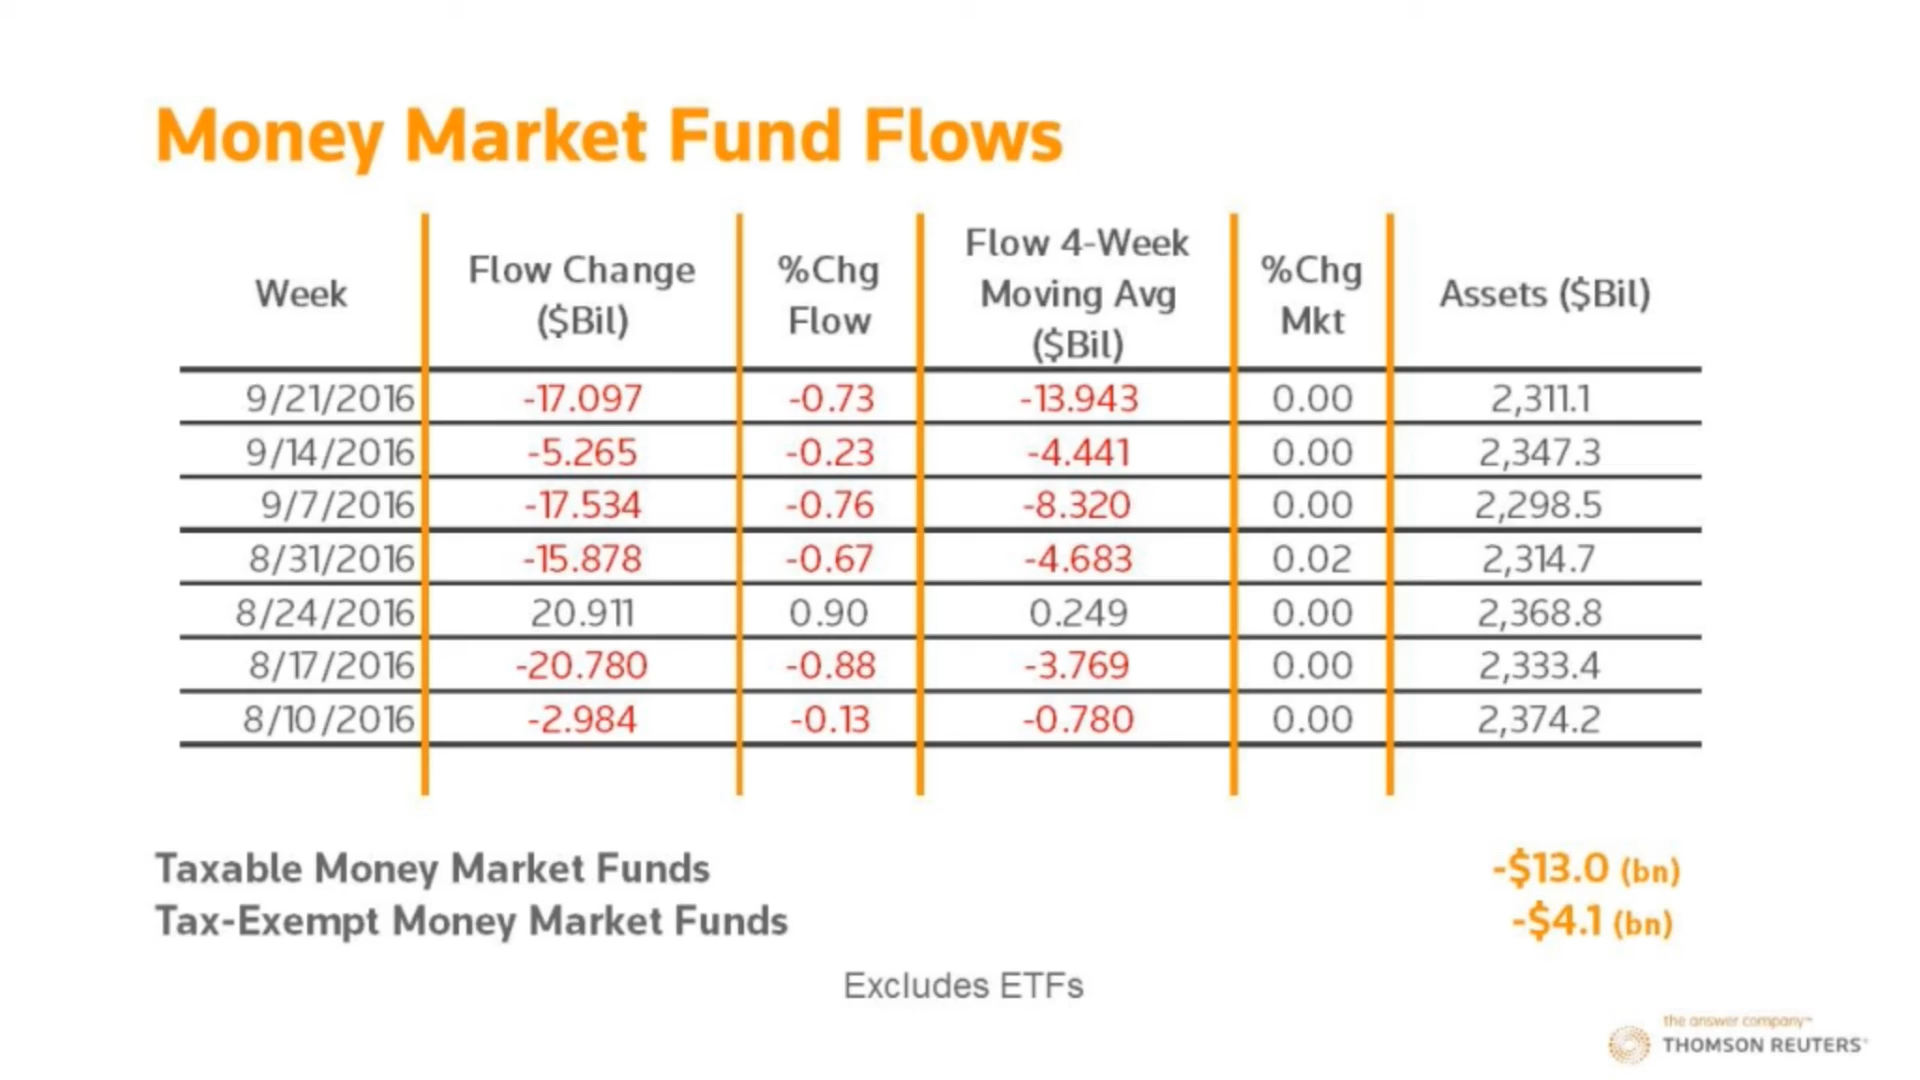 Money Market Fund Flows
Week Flow Change ($Bil) %Chg Flow Flow 4-Week Moving Avg ($Bil) %Chg Mkt Assets ($Bil)
9/21/2016 -17.097 -0.73 -13.943 0.00 2,311.1
9/14/2016 -5.265 -0.23 -4.441 0.00 2,347.3
9/7/2016 -17.534 -0.76 -8.320 0.00 2,298.5
8/31/2016 -15.878 -0.67 -4.683 0.02 2,314.7
8/24/2016 20.911 0.90 0.249 0.00 2,368.8
8/17/2016 -20.780 -0.88 -3.769 0.00 2,333.4
8/10/2016 -2.984 -0.13 -0.780 0.00 2,374.2
Taxable Money Market Funds -$13.0 (bn)
Tax-Exempt Money Market Funds -$4.1 (bn)
Excludes ETFs
the answer company™
THOMSON REUTERS®